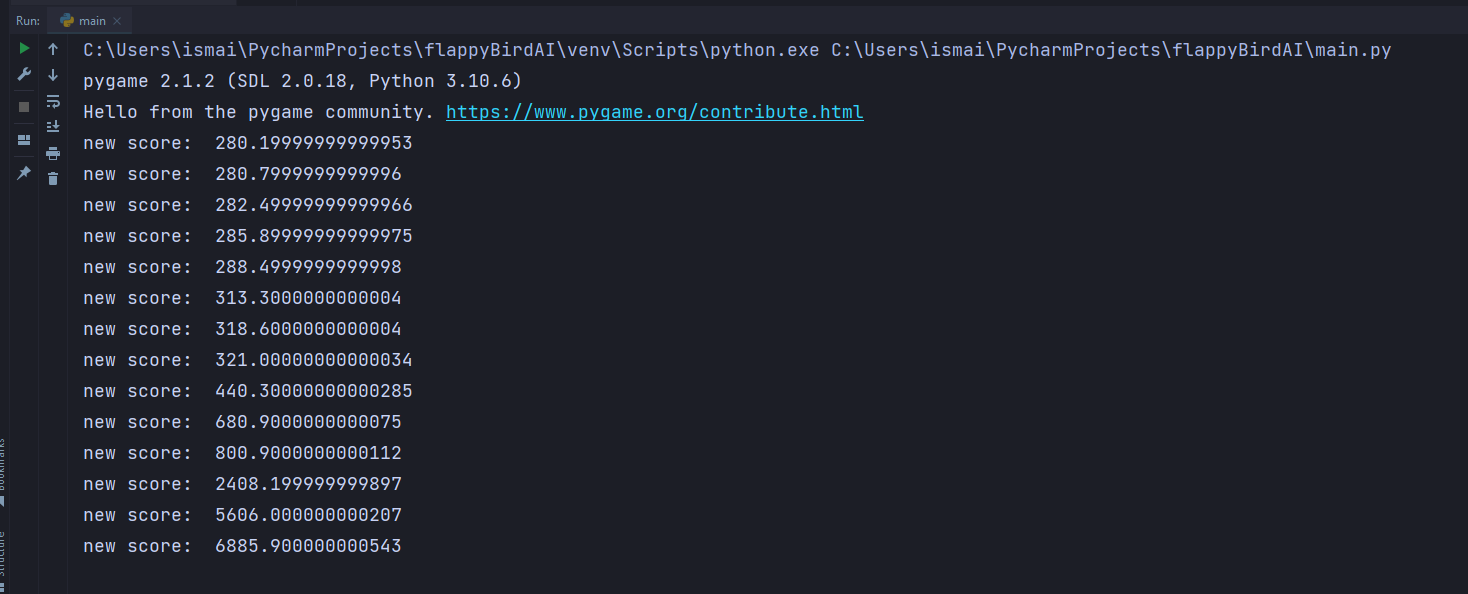 Run: main
C:\Users\ismai\PycharmProjects\flappyBirdAI\venv\Scripts\python.exe C:\Users\ismai\PycharmProjects\flappyBirdAI\main.py
pygame 2.1.2 (SDL 2.0.18, Python 3.10.6)
Hello from the pygame community. https://www.pygame.org/contribute.html
new score:  280.19999999999953
new score:  280.7999999999996
new score:  282.49999999999966
new score:  285.89999999999975
new score:  288.4999999999998
new score:  313.3000000000004
new score:  318.6000000000004
new score:  321.00000000000034
new score:  440.30000000000285
new score:  680.9000000000075
new score:  800.9000000000112
new score:  2408.199999999897
new score:  5606.000000000207
new score:  6885.900000000543
Bookmarks
Structure